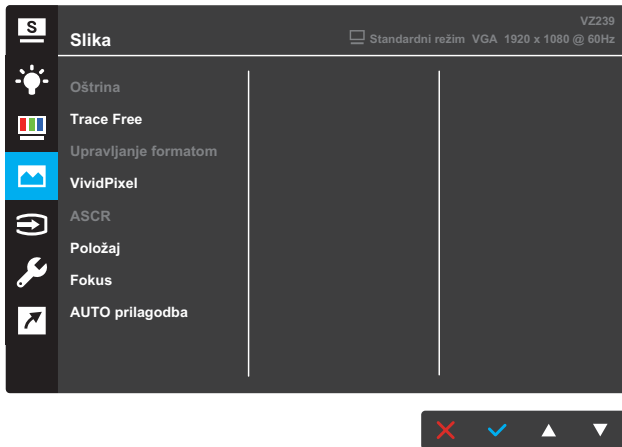 S
VZ239
Slika
Standardni režim VGA 1920 x 1080 @ 60Hz
Oštrina
Trace Free
Upravljanje formatom
VividPixel
ASCR
Položaj
Fokus
AUTO prilagodba